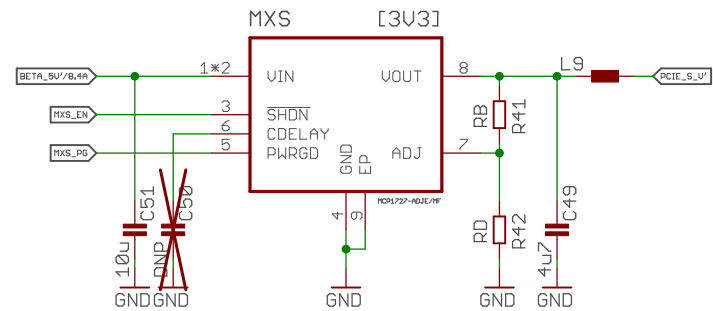 MXS [3V3]
BETA_5V'/8.4A 1*2 VIN VOUT 8 L9 PCIE_S_V'
MXS_EN 3 SHDN RB R41
6 CDELAY
MXS_PG 5 PWRGD GND EP ADJ 7
MCP1727-ADJE/MF
C51 C50 4 9 RD R42 C49
10u DNP 4u7
GND GND GND GND GND